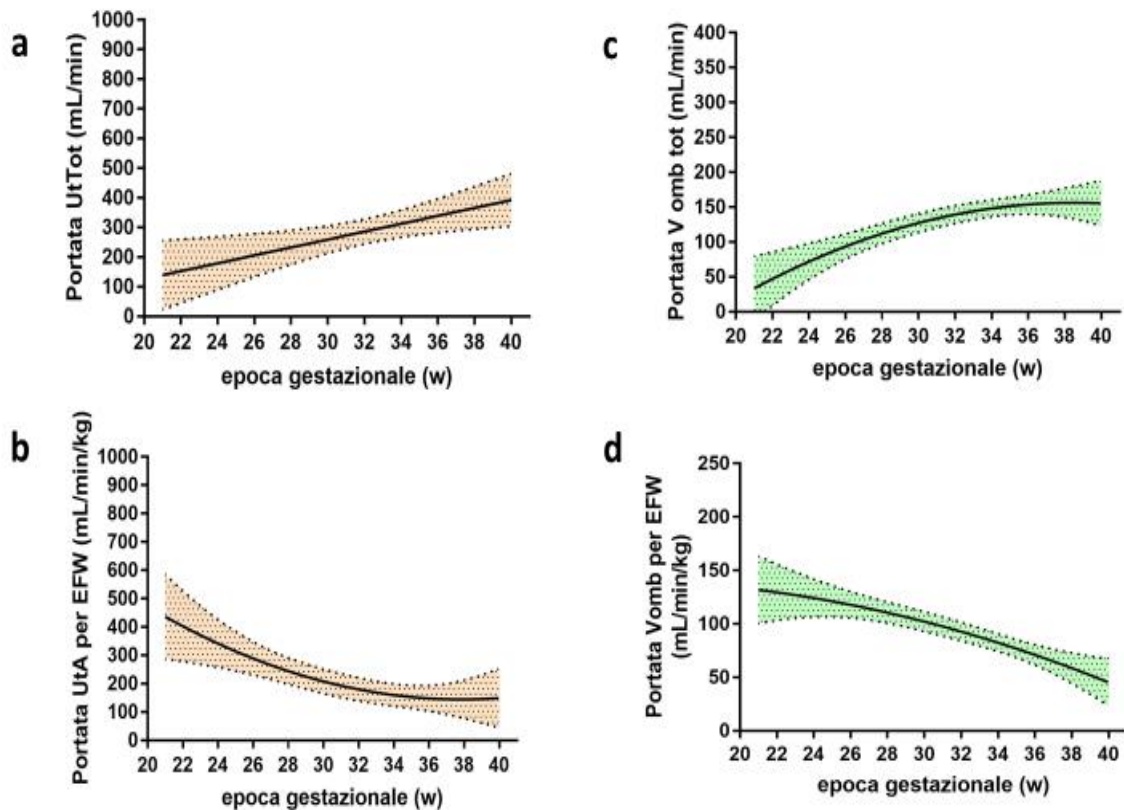 a
Portata UtTot (mL/min)
1000
900
800
700
600
500
400
300
200
100
0
20 22 24 26 28 30 32 34 36 38 40
epoca gestazionale (w)
c
Portata V omb tot (mL/min)
400
350
300
250
200
150
100
50
0
20 22 24 26 28 30 32 34 36 38 40
epoca gestazionale (w)
b
Portata UtA per EFW (mL/min/kg)
1000
900
800
700
600
500
400
300
200
100
0
20 22 24 26 28 30 32 34 36 38 40
epoca gestazionale (w)
d
Portata Vomb per EFW
(mL/min/kg)
250
200
150
100
50
0
20 22 24 26 28 30 32 34 36 38 40
epoca gestazionale (w)